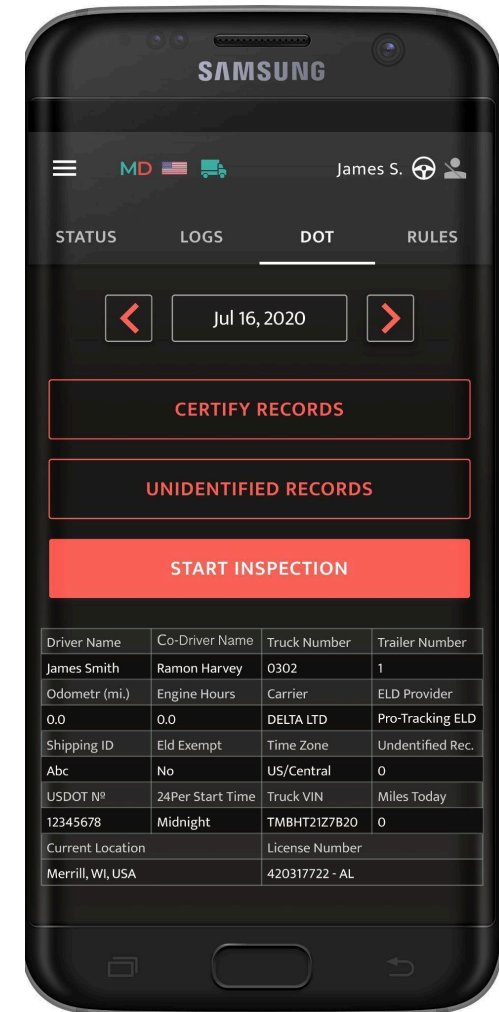 SAMSUNG
MD James S.
STATUS LOGS DOT RULES
Jul 16, 2020
CERTIFY RECORDS
UNIDENTIFIED RECORDS
START INSPECTION
Driver Name Co-Driver Name Truck Number Trailer Number
James Smith Ramon Harvey 0302 1
Odometr (mi.) Engine Hours Carrier ELD Provider
0.0 0.0 DELTA LTD Pro-Tracking ELD
Shipping ID Eld Exempt Time Zone Undentified Rec.
Abc No US/Central 0
USDOT Nº 24Per Start Time Truck VIN Miles Today
12345678 Midnight TMBHT21Z7B20 0
Current Location License Number
Merrill, WI, USA 420317722 - AL